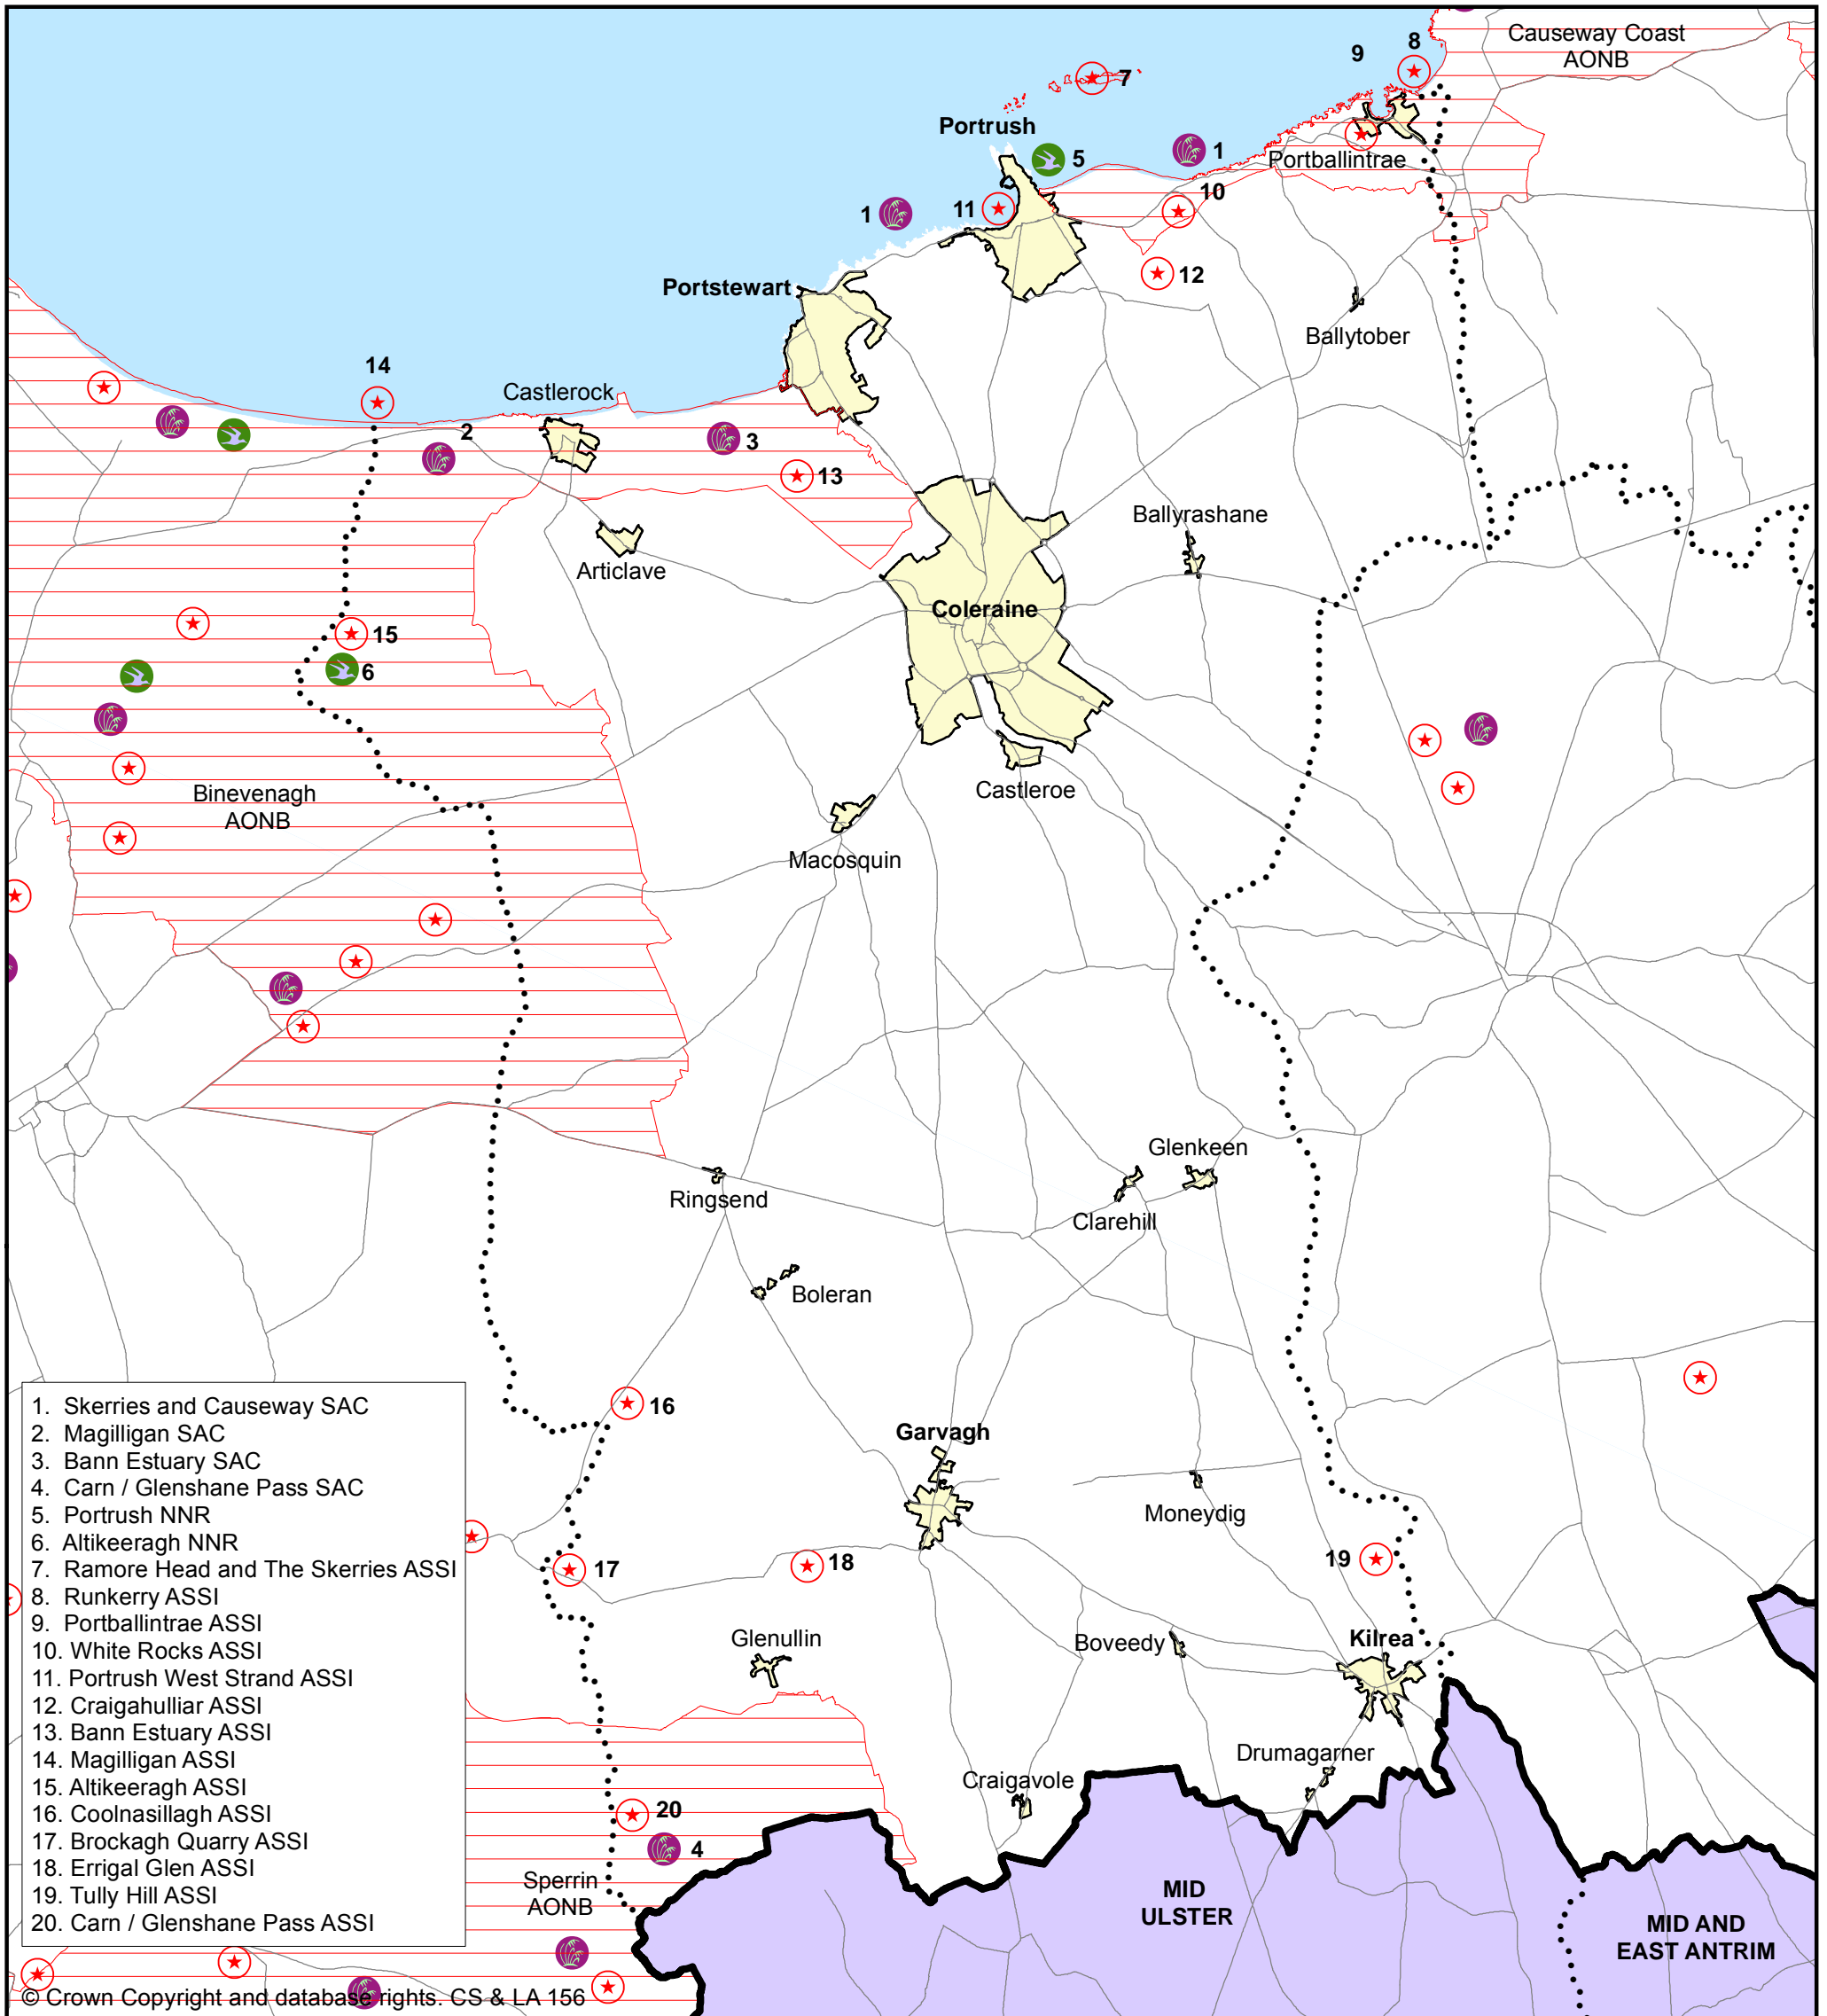 Causeway Coast
AONB
9
8
7
Portrush
5
1
Portballintrae
10
1
11
12
Portstewart
Ballytober
14
Castlerock
2
3
13
Ballyrashane
Articlave
Coleraine
15
6
Binevenagh
AONB
Castleroe
Macosquin
Glenkeen
Ringsend
Clarehill
Boleran
16
Garvagh
Moneydig
17
18
19
Glenullin
Boveedy
Kilrea
Drumagarner
Craigavole
20
4
Sperrin
AONB
MID
ULSTER
MID AND
EAST ANTRIM
1. Skerries and Causeway SAC
2. Magilligan SAC
3. Bann Estuary SAC
4. Carn / Glenshane Pass SAC
5. Portrush NNR
6. Altikeeragh NNR
7. Ramore Head and The Skerries ASSI
8. Runkerry ASSI
9. Portballintrae ASSI
10. White Rocks ASSI
11. Portrush West Strand ASSI
12. Craigahulliar ASSI
13. Bann Estuary ASSI
14. Magilligan ASSI
15. Altikeeragh ASSI
16. Coolnasillagh ASSI
17. Brockagh Quarry ASSI
18. Errigal Glen ASSI
19. Tully Hill ASSI
20. Carn / Glenshane Pass ASSI
© Crown Copyright and database rights. CS & LA 156